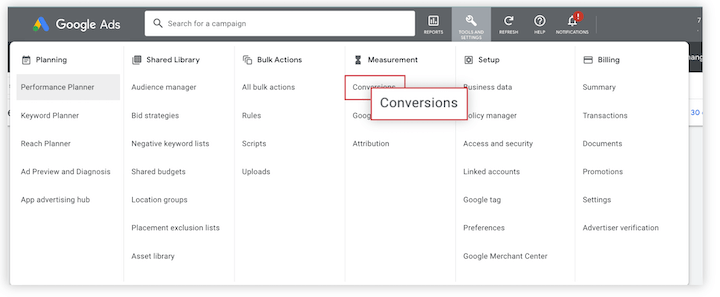 Google Ads
Search for a campaign
REPORTS
TOOLS AND
SETTINGS
REFRESH
HELP
NOTIFICATIONS
!
7
Planning
Performance Planner
Keyword Planner
Reach Planner
Ad Preview and Diagnosis
App advertising hub
Shared Library
Audience manager
Bid strategies
Negative keyword lists
Shared budgets
Location groups
Placement exclusion lists
Asset library
Bulk Actions
All bulk actions
Rules
Scripts
Uploads
Measurement
Conversions
Conversions
Attribution
Setup
Business data
Policy manager
Access and security
Linked accounts
Google tag
Preferences
Google Merchant Center
Billing
Summary
Transactions
Documents
Promotions
Settings
Advertiser verification
30